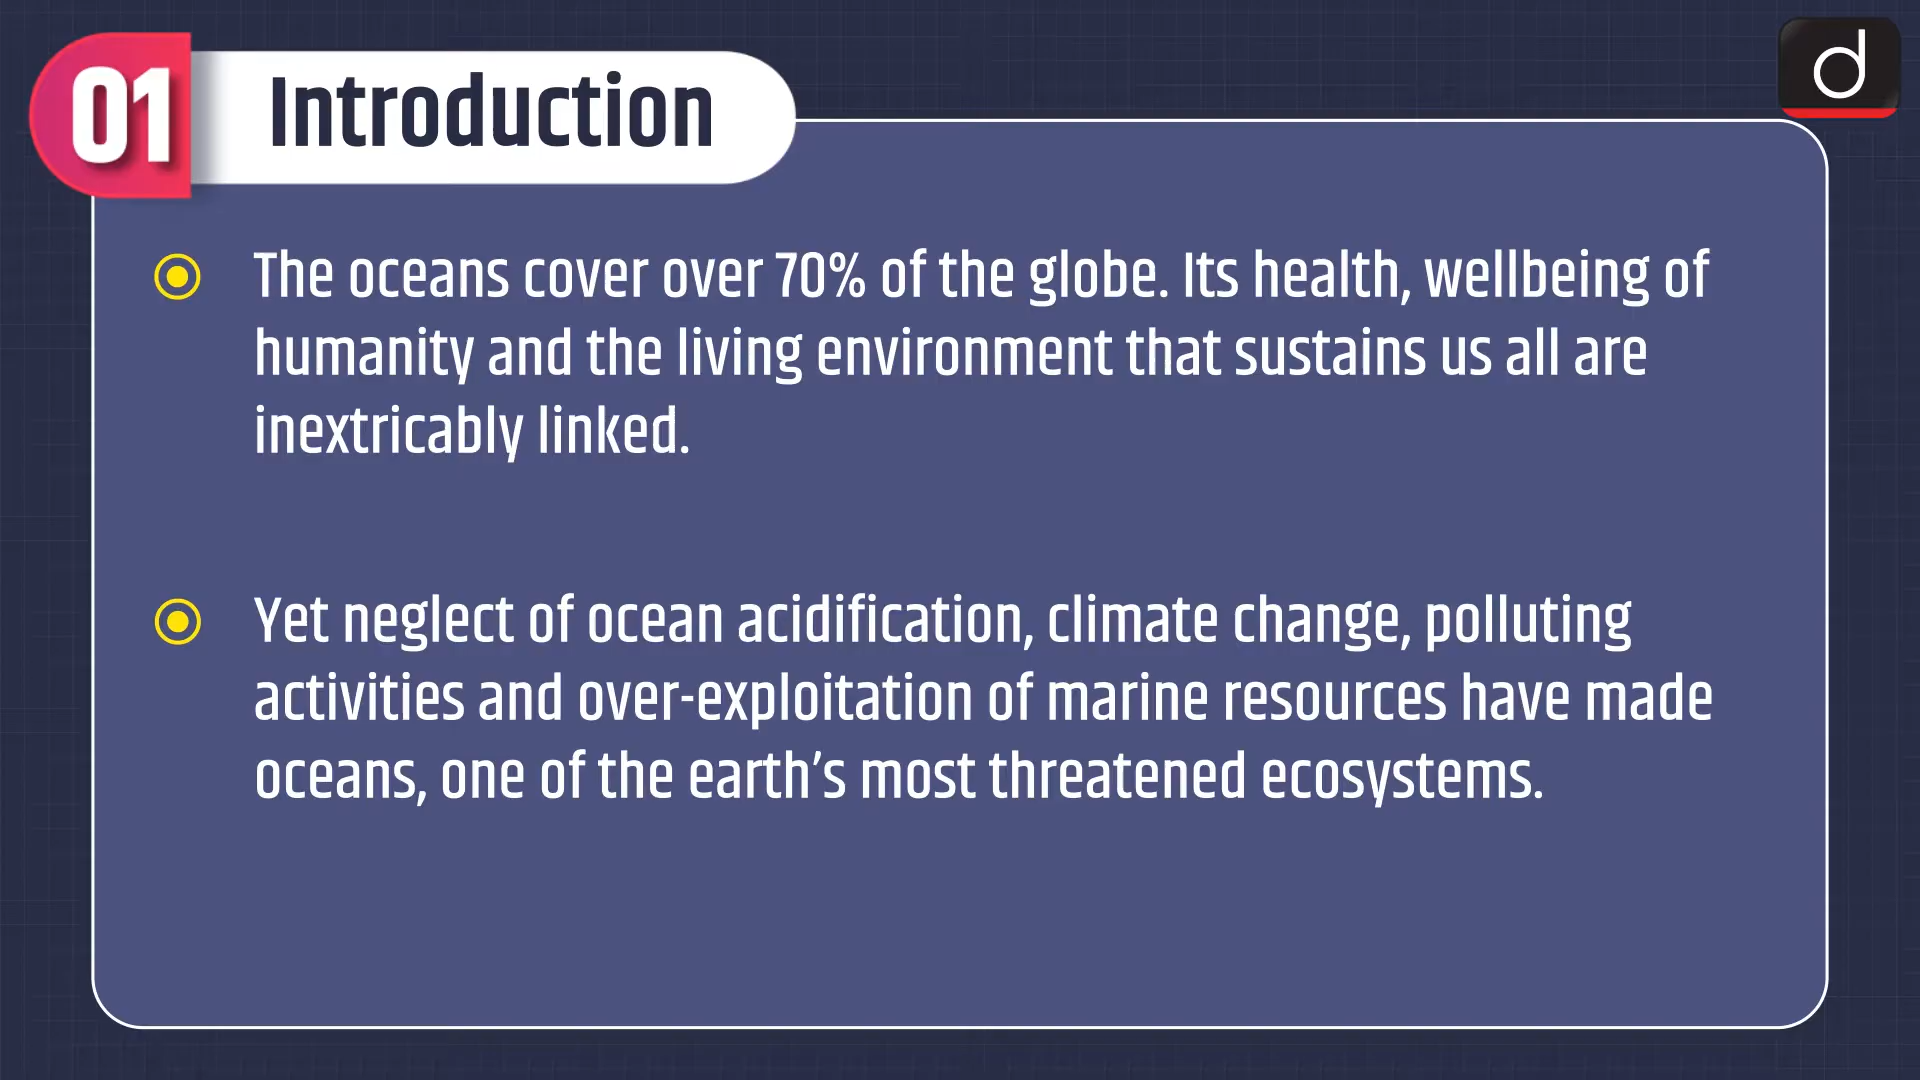 01 Introduction
d
The oceans cover over 70% of the globe. Its health, wellbeing of
humanity and the living environment that sustains us all are
inextricably linked.
Yet neglect of ocean acidification, climate change, polluting
activities and over-exploitation of marine resources have made
oceans, one of the earth’s most threatened ecosystems.